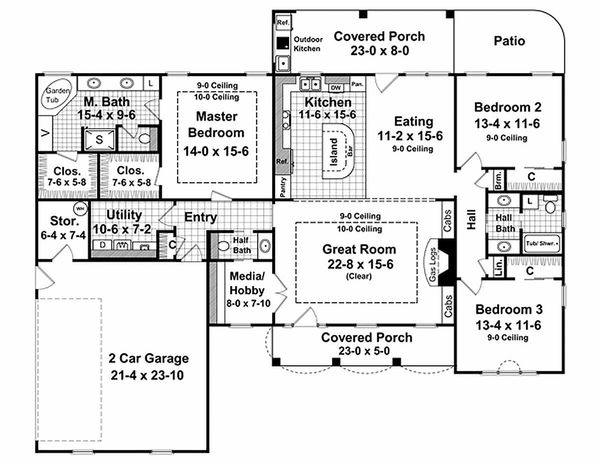 Ref.
Outdoor
Kitchen
Covered Porch
23-0 x 8-0
Patio
Garden
Tub
L
M. Bath
15-4 x 9-6
V
S
9-0 Ceiling
10-0 Ceiling
Master
Bedroom
14-0 x 15-6
DW
Pan.
Kitchen
11-6 x 15-6
Island
Bar
Ref.
Pantry
Eating
11-2 x 15-6
9-0 Ceiling
Bedroom 2
13-4 x 11-6
9-0 Ceiling
Clos.
7-6 x 5-8
Clos.
7-6 x 5-8
Brm.
C
Stor.
6-4 x 7-4
WH
Utility
10-6 x 7-2
D
W
C
Entry
Half
Bath
9-0 Ceiling
10-0 Ceiling
Great Room
22-8 x 15-6
(Clear)
Cabs
Gas Logs
Cabs
Hall
Hall
Bath
L
Tub/ Shwr.
Lin.
C
Media/
Hobby
8-0 x 7-10
Bedroom 3
13-4 x 11-6
9-0 Ceiling
Covered Porch
23-0 x 5-0
2 Car Garage
21-4 x 23-10